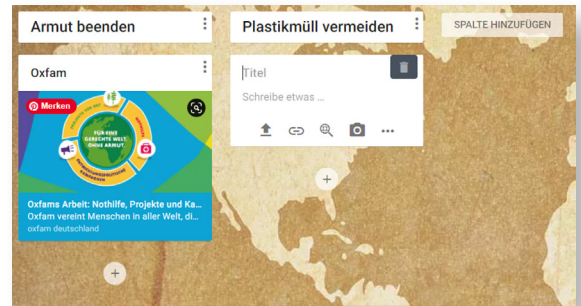 Armut beenden
Plastikmüll vermeiden
SPALTE HINZUFÜGEN
Oxfam
Merken
FÜR EINE
GERECHTE WELT.
OHNE ARMUT.
Oxfams Arbeit: Nothilfe, Projekte und Ka...
Oxfam vereint Menschen in aller Welt, di...
oxfam deutschland
Titel
Schreibe etwas ...